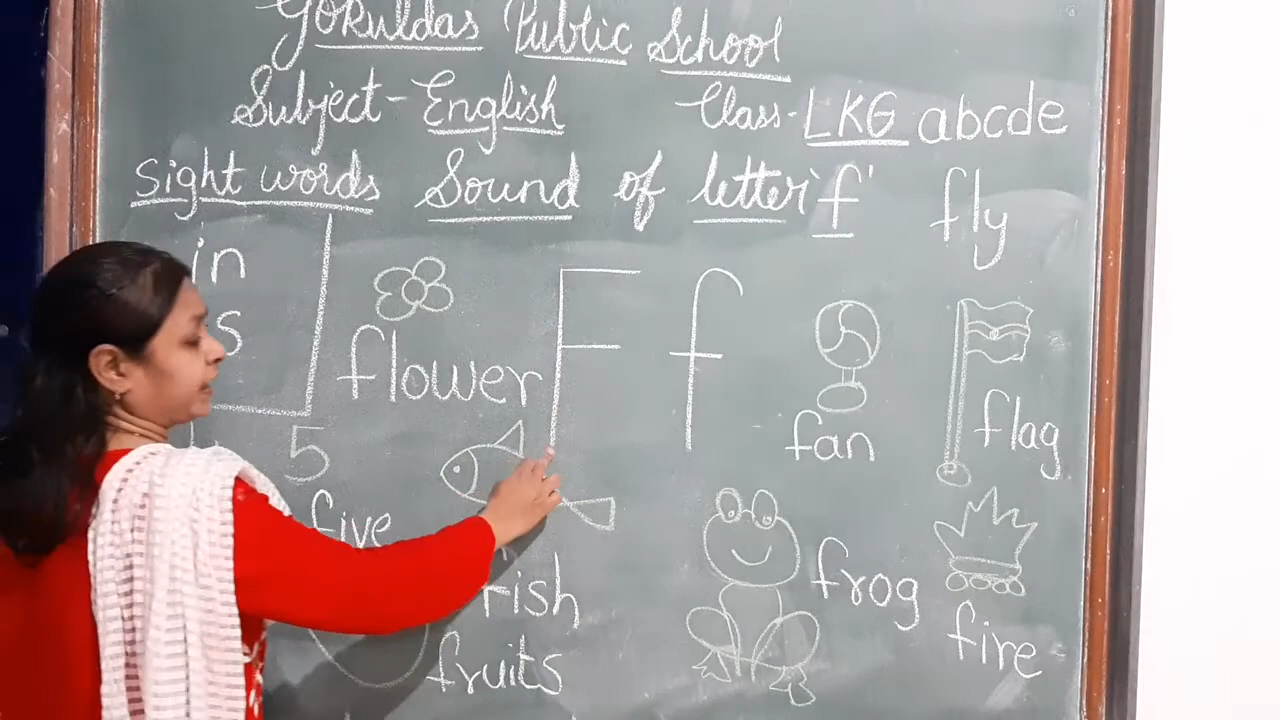 Gokuldas Public School
Subject - English Class - LKG abcde
Sight words Sound of letter 'f' fly
in
flower F f
fan flag
5
five
frog
fire
fruits